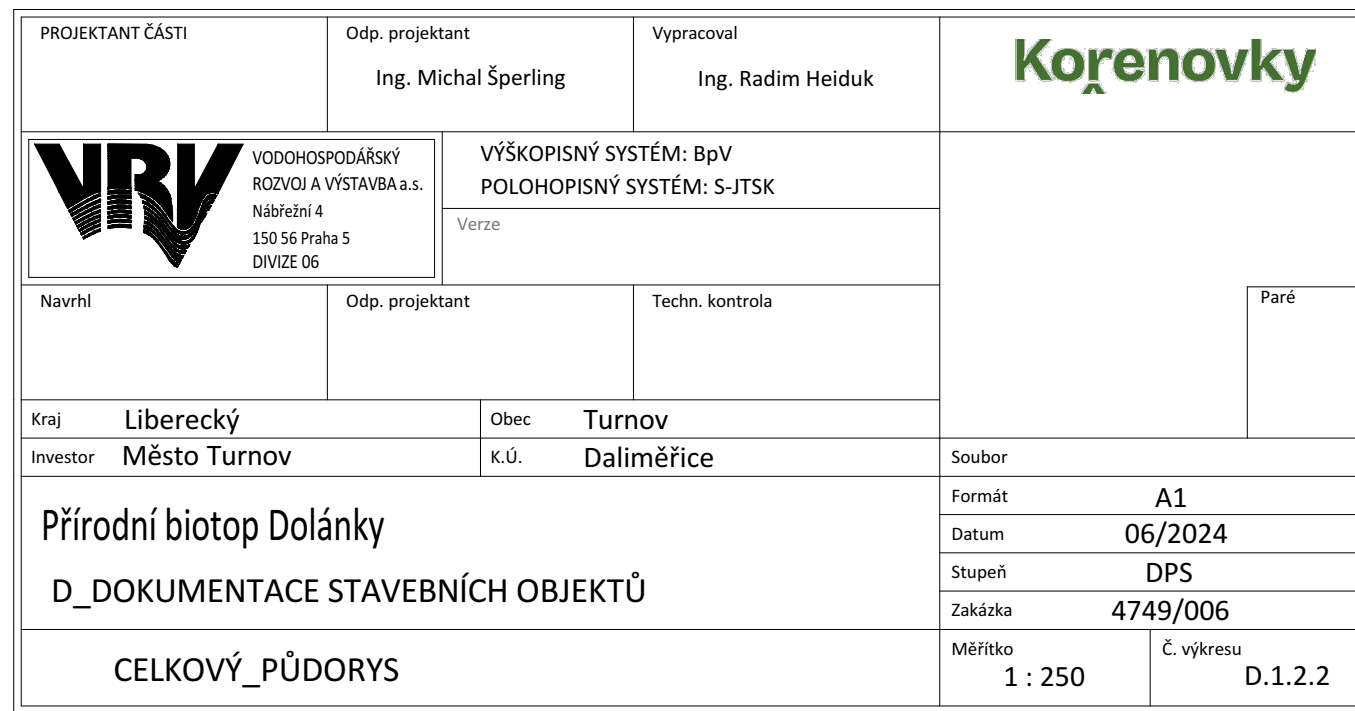 PROJEKTANT ČÁSTI
Odp. projektant
Ing. Michal Šperling
Vypracoval
Ing. Radim Heiduk
Kořenovky
VRV
VODOHOSPODÁŘSKÝ
ROZVOJ A VÝSTAVBA a.s.
Nábřežní 4
150 56 Praha 5
DIVIZE 06
VÝŠKOPISNÝ SYSTÉM: BpV
POLOHOPISNÝ SYSTÉM: S-JTSK
Verze
Navrhl
Odp. projektant
Techn. kontrola
Paré
Kraj Liberecký
Obec Turnov
Investor Město Turnov
K.Ú. Daliměřice
Soubor
Přírodní biotop Dolánky
D_DOKUMENTACE STAVEBNÍCH OBJEKTŮ
Formát A1
Datum 06/2024
Stupeň DPS
Zakázka 4749/006
CELKOVÝ_PŮDORYS
Měřítko
1 : 250
Č. výkresu
D.1.2.2